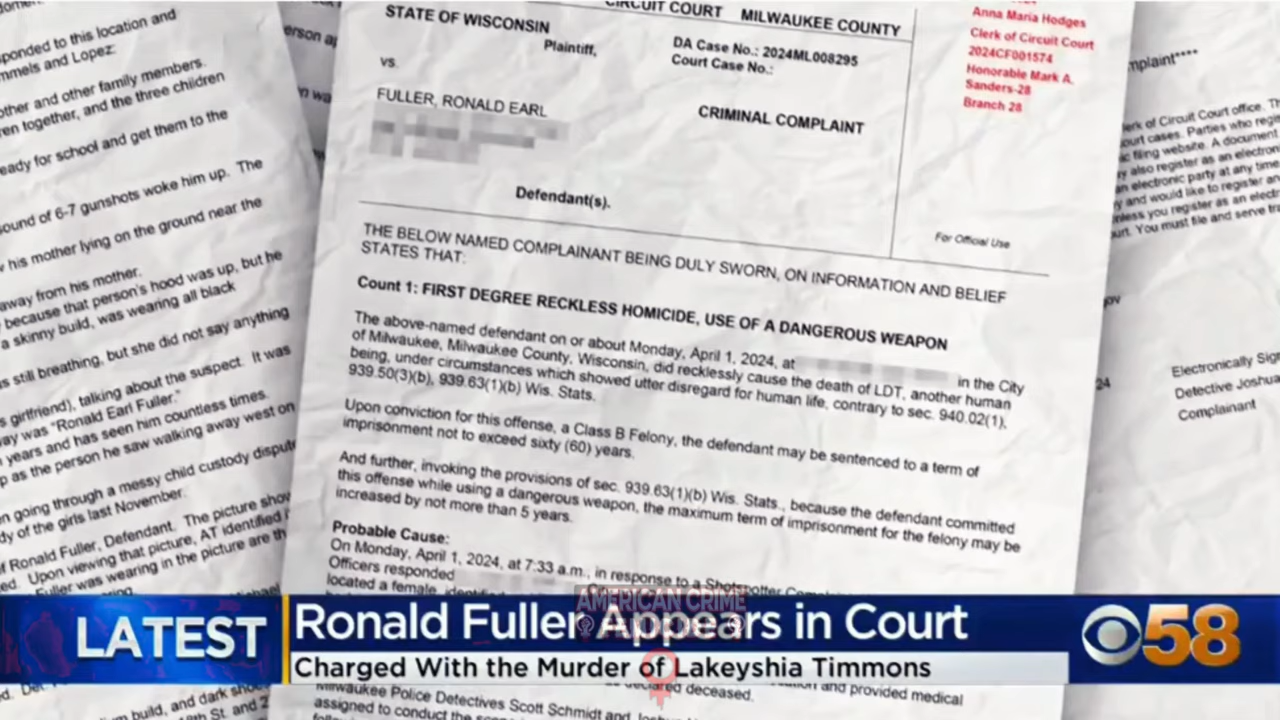 sponded to this location and
mmels and Lopez:
other and other family members.
ren together, and the three children
eady for school and get them to the
ound of 6-7 gunshots woke him up. The
his mother lying on the ground near the
away from his mother.
because that person's hood was up, but he
a skinny build, was wearing all black
s still breathing, but she did not say anything
s girlfriend), talking about the suspect. It was
ay was "Ronald Earl Fuller."
years and has seen him countless times.
p as the person he saw walking away west on
n going through a messy child custody dispute
dy of the girls last November.
f Ronald Fuller, Defendant. The picture show
ed. Upon viewing that picture, AT identified
Fuller was wearing in the picture are th
CIRCUIT COURT MILWAUKEE COUNTY
STATE OF WISCONSIN
Plaintiff,
vs.
DA Case No.: 2024ML008295
Court Case No.:
FULLER, RONALD EARL
CRIMINAL COMPLAINT
Defendant(s).
Anna Maria Hodges
Clerk of Circuit Court
2024CF001574
Honorable Mark A.
Sanders-28
Branch 28
For Official Use
THE BELOW NAMED COMPLAINANT BEING DULY SWORN, ON INFORMATION AND BELIEF
STATES THAT:
Count 1: FIRST DEGREE RECKLESS HOMICIDE, USE OF A DANGEROUS WEAPON
The above-named defendant on or about Monday, April 1, 2024, at in the City
of Milwaukee, Milwaukee County, Wisconsin, did recklessly cause the death of LDT, another human
being, under circumstances which showed utter disregard for human life, contrary to sec. 940.02(1),
939.50(3)(b), 939.63(1)(b) Wis. Stats.
Upon conviction for this offense, a Class B Felony, the defendant may be sentenced to a term of
imprisonment not to exceed sixty (60) years.
And further, invoking the provisions of sec. 939.63(1)(b) Wis. Stats., because the defendant committed
this offense while using a dangerous weapon, the maximum term of imprisonment for the felony may be
increased by not more than 5 years.
Probable Cause:
On Monday, April 1, 2024, at 7:33 a.m., in response to a Shotspotter
Officers responded
located a female,
mplaint****
lerk of Circuit Court office.
ourt cases. Parties who regi
filing website. A document
also register as an electron
n electronic party at any time
and would like to register an
nless you register as an elect
ourt. You must file and serve
Electronically Sig
Detective Joshua
Complainant
AMERICAN CRIME
LATEST
Ronald Fuller Appears in Court
Charged With the Murder of Lakeyshia Timmons
58
declared deceased.
and provided medical
Milwaukee Police Detectives Scott Schmidt and
assigned to conduct the
build, and dark